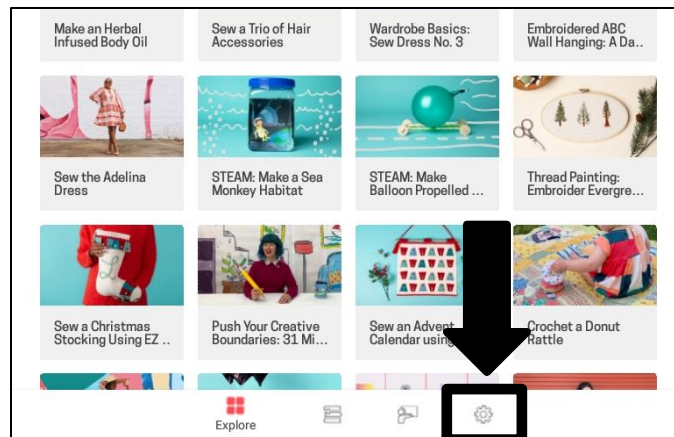 Make an Herbal
Infused Body Oil
Sew a Trio of Hair
Accessories
Wardrobe Basics:
Sew Dress No. 3
Embroidered ABC
Wall Hanging: A Da..
Sew the Adelina
Dress
STEAM: Make a Sea
Monkey Habitat
STEAM: Make
Balloon Propelled ...
Thread Painting:
Embroider Evergre...
Sew a Christmas
Stocking Using EZ ..
Push Your Creative
Boundaries: 31 Mi...
Sew an Advent
Calendar using
Crochet a Donut
Rattle
Explore